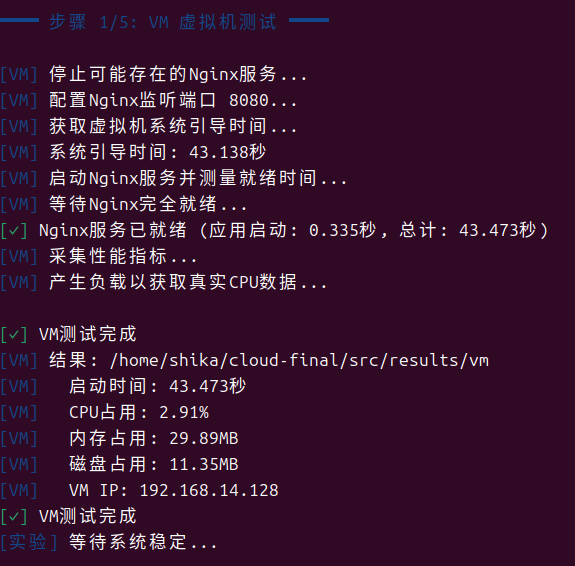 ━━━ 步骤 1/5: VM 虚拟机测试 ━━━
[VM] 停止可能存在的Nginx服务...
[VM] 配置Nginx监听端口 8080...
[VM] 获取虚拟机系统引导时间...
[VM] 系统引导时间: 43.138秒
[VM] 启动Nginx服务并测量就绪时间...
[VM] 等待Nginx完全就绪...
[✓] Nginx服务已就绪 (应用启动: 0.335秒, 总计: 43.473秒)
[VM] 采集性能指标...
[VM] 产生负载以获取真实CPU数据...
[✓] VM测试完成
[VM] 结果: /home/shika/cloud-final/src/results/vm
[VM]   启动时间: 43.473秒
[VM]   CPU占用: 2.91%
[VM]   内存占用: 29.89MB
[VM]   磁盘占用: 11.35MB
[VM]   VM IP: 192.168.14.128
[✓] VM测试完成
[实验] 等待系统稳定...